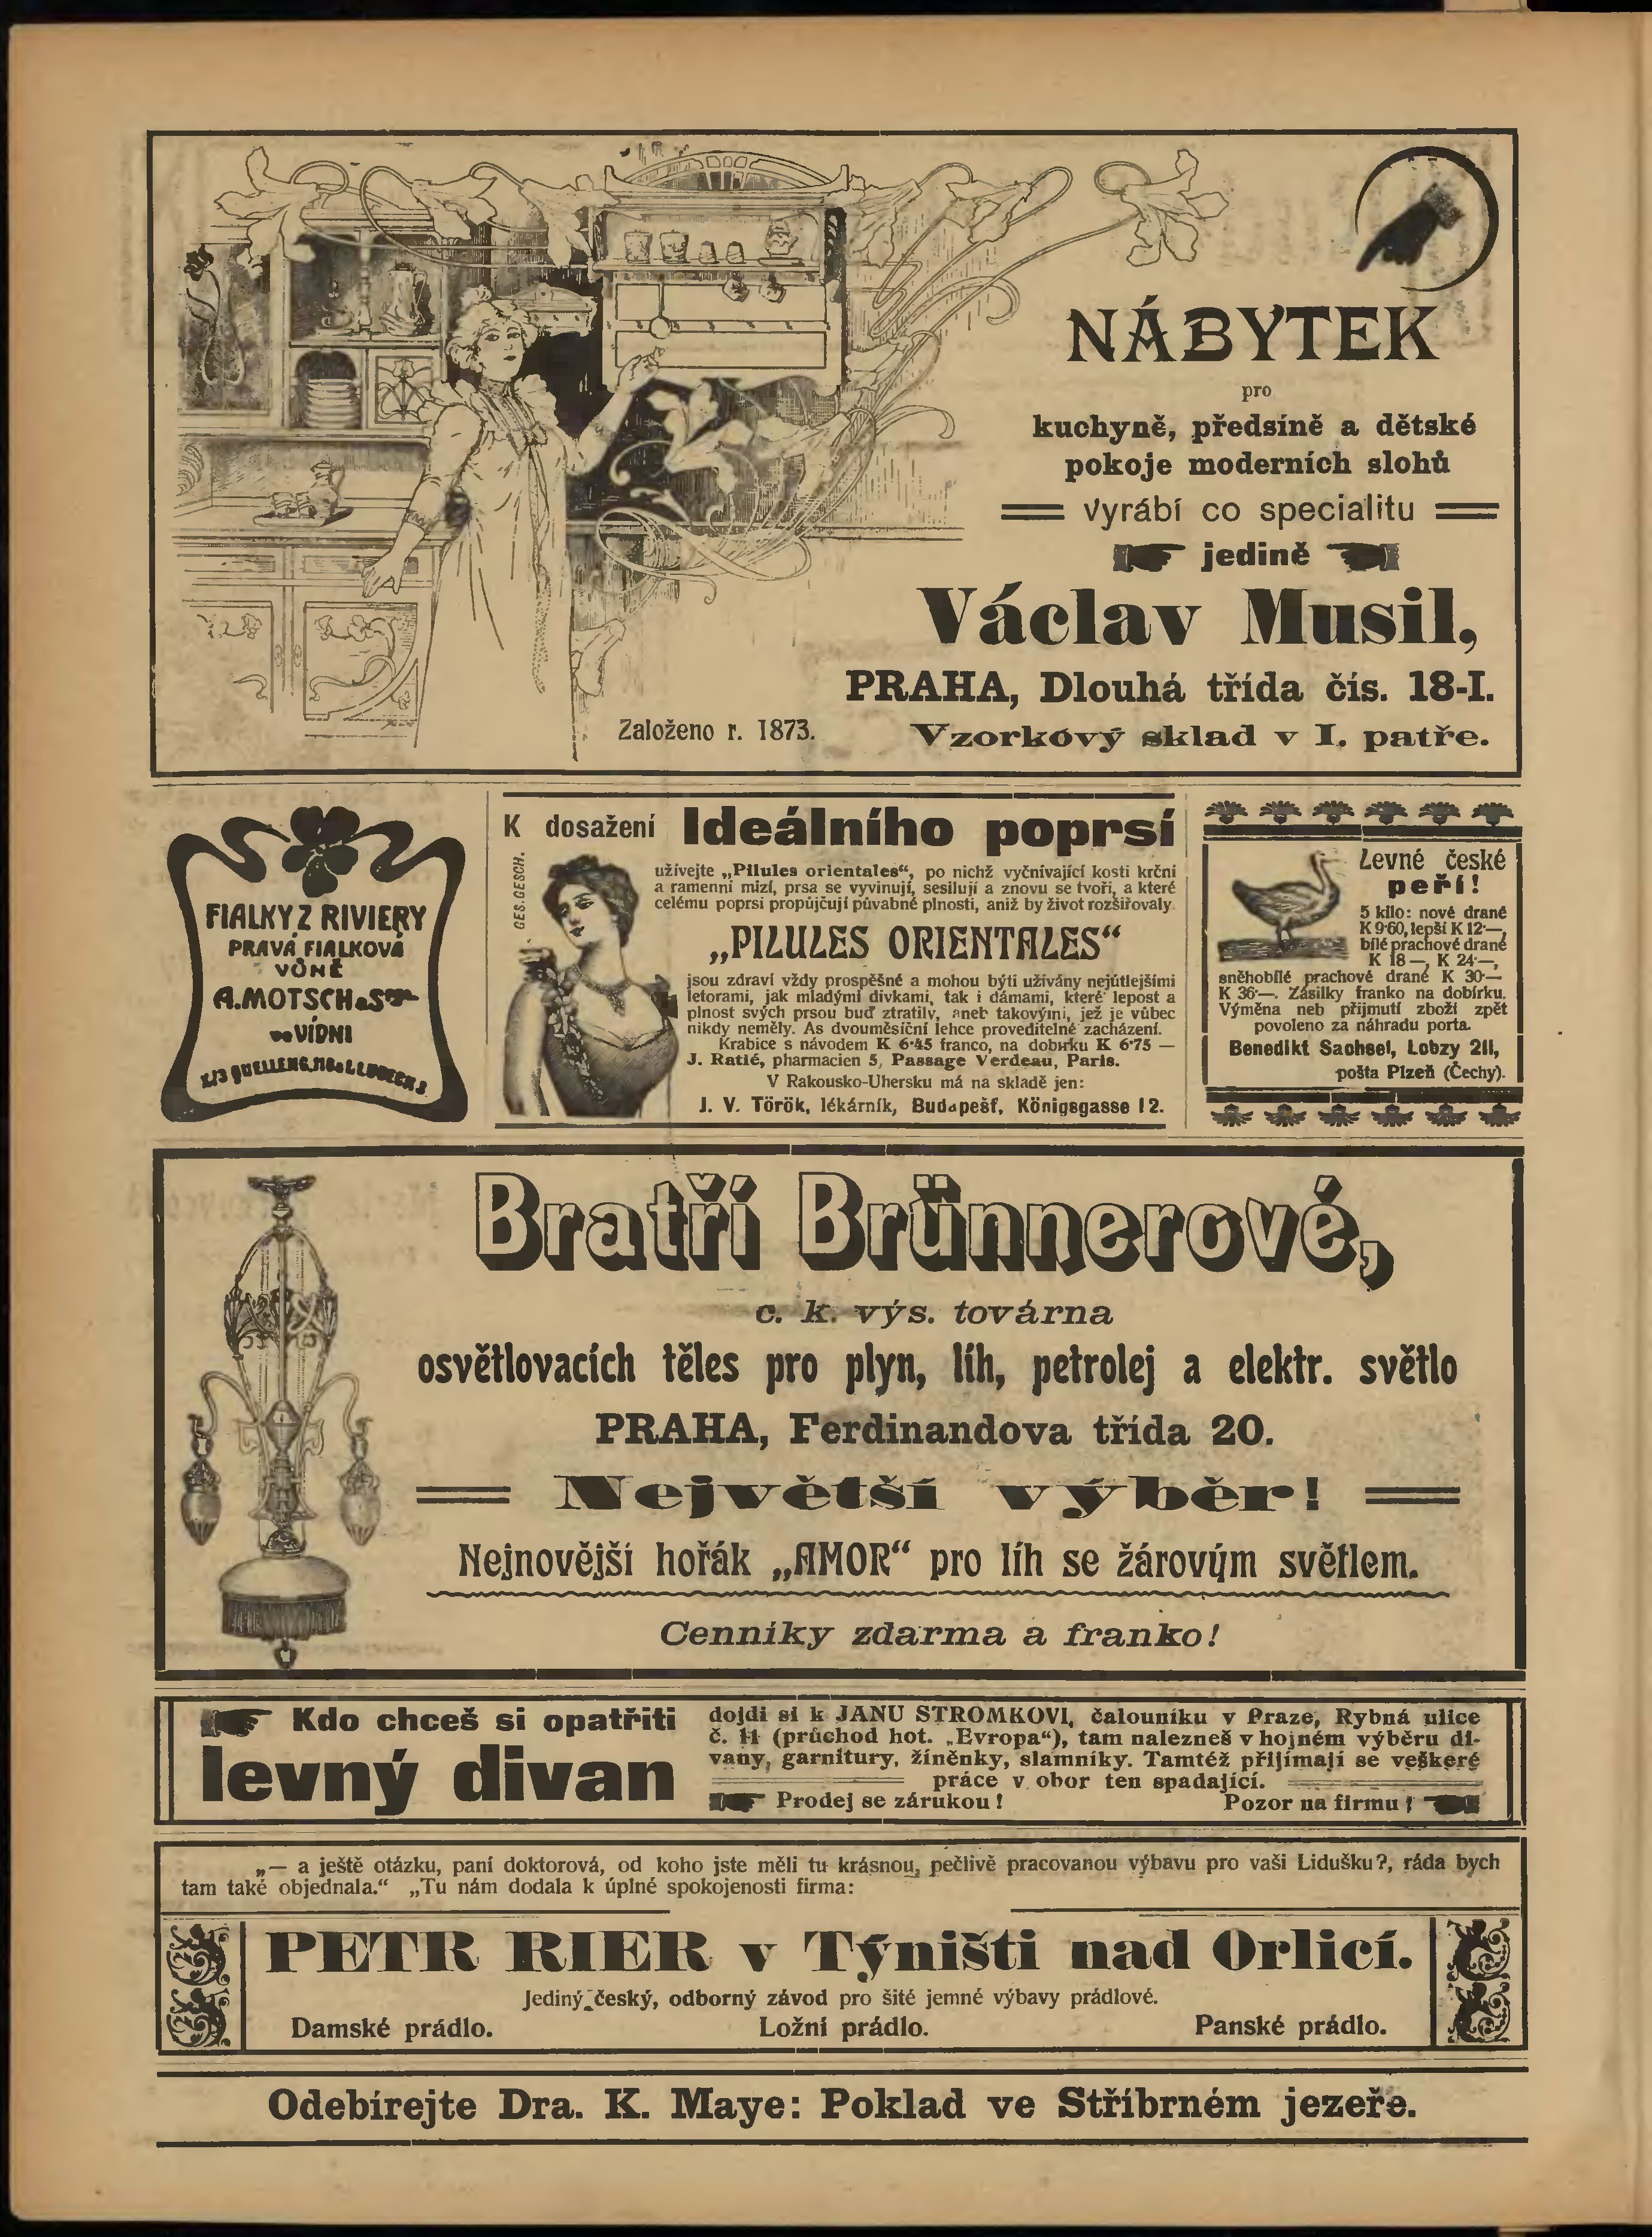 NÁBYTEK
pro
kuchyně, předsíně a dětské
pokoje moderních slohů
Vyrábí co specialitu
jedině
Václav Musil,
PRAHA, Dlouhá třída čís. 18-I.
Založeno r. 1873.
Vzorkový sklad v I. patře.
FIALKY Z RIVIERY
PRAVÁ FIALKOVÁ
VŮNĚ
A. MOTSCH & Sᵒ
ve VÍDNI
K dosažení Ideálního poprsí
GES. GESCH.
užívejte „Pilules orientales“, po nichž vyčnívající kosti krční
a ramenní mizí, prsa se vyvinují, sesilují a znovu se tvoří, a které
celému poprsi propůjčují půvabné plnosti, aniž by život rozšiřovaly.
„PILULES ORIENTALES“
jsou zdraví vždy prospěšné a mohou býti užívány nejútlejšími
letorami, jak mladými dívkami, tak i dámami, které lepost a
plnost svých prsou buď ztratily, aneb takovými, jež je vůbec
nikdy neměly. As dvouměsíční lehce proveditelné zacházení.
Krabice s návodem K 6·45 franco, na dobírku K 6·75 —
J. Ratié, pharmacien 5, Passage Verdeau, Paris.
V Rakousko-Uhersku má na skladě jen:
J. V. Török, lékárník, Budapešť, Königsgasse 12.
Levné české
peří!
5 kilo: nové drané
K 9·60, lepší K 12·—,
bílé prachové drané
K 18—, K 24·—,
sněhobílé prachové drané K 30·—
K 36·—. Zásilky franko na dobírku.
Výměna neb přijmutí zboží zpět
povoleno za náhradu porta.
Benedikt Sachsel, Lobzy 211,
pošta Plzeň (Čechy).
Bratří Brünnerové,
c. k. výs. továrna
osvětlovacích těles pro plyn, líh, petrolej a elektr. světlo
PRAHA, Ferdinandova třída 20.
Největší výběr!
Nejnovější hořák „AMOR“ pro líh se žárovým světlem.
Cenníky zdarma a franko!
Kdo chceš si opatřiti
levný divan
dojdi si k JANU STROMKOVI, čalouníku v Praze, Rybná ulice
č. 11 (průchod hot. „Evropa“), tam nalezneš v hojném výběru di-
vany, garnitury, žíněnky, slamníky. Tamtéž přijímají se veškeré
práce v obor ten spadající.
Prodej se zárukou! Pozor na firmu!
„— a ještě otázku, paní doktorová, od koho jste měli tu krásnou, pečlivě pracovanou výbavu pro vaši Lidušku?, ráda bych
tam také objednala.“ „Tu nám dodala k úplné spokojenosti firma:
PETR RIER v Týništi nad Orlicí.
Jediný český, odborný závod pro šité jemné výbavy prádlové.
Damské prádlo. Ložní prádlo. Panské prádlo.
Odebírejte Dra. K. Maye: Poklad ve Stříbrném jezeře.